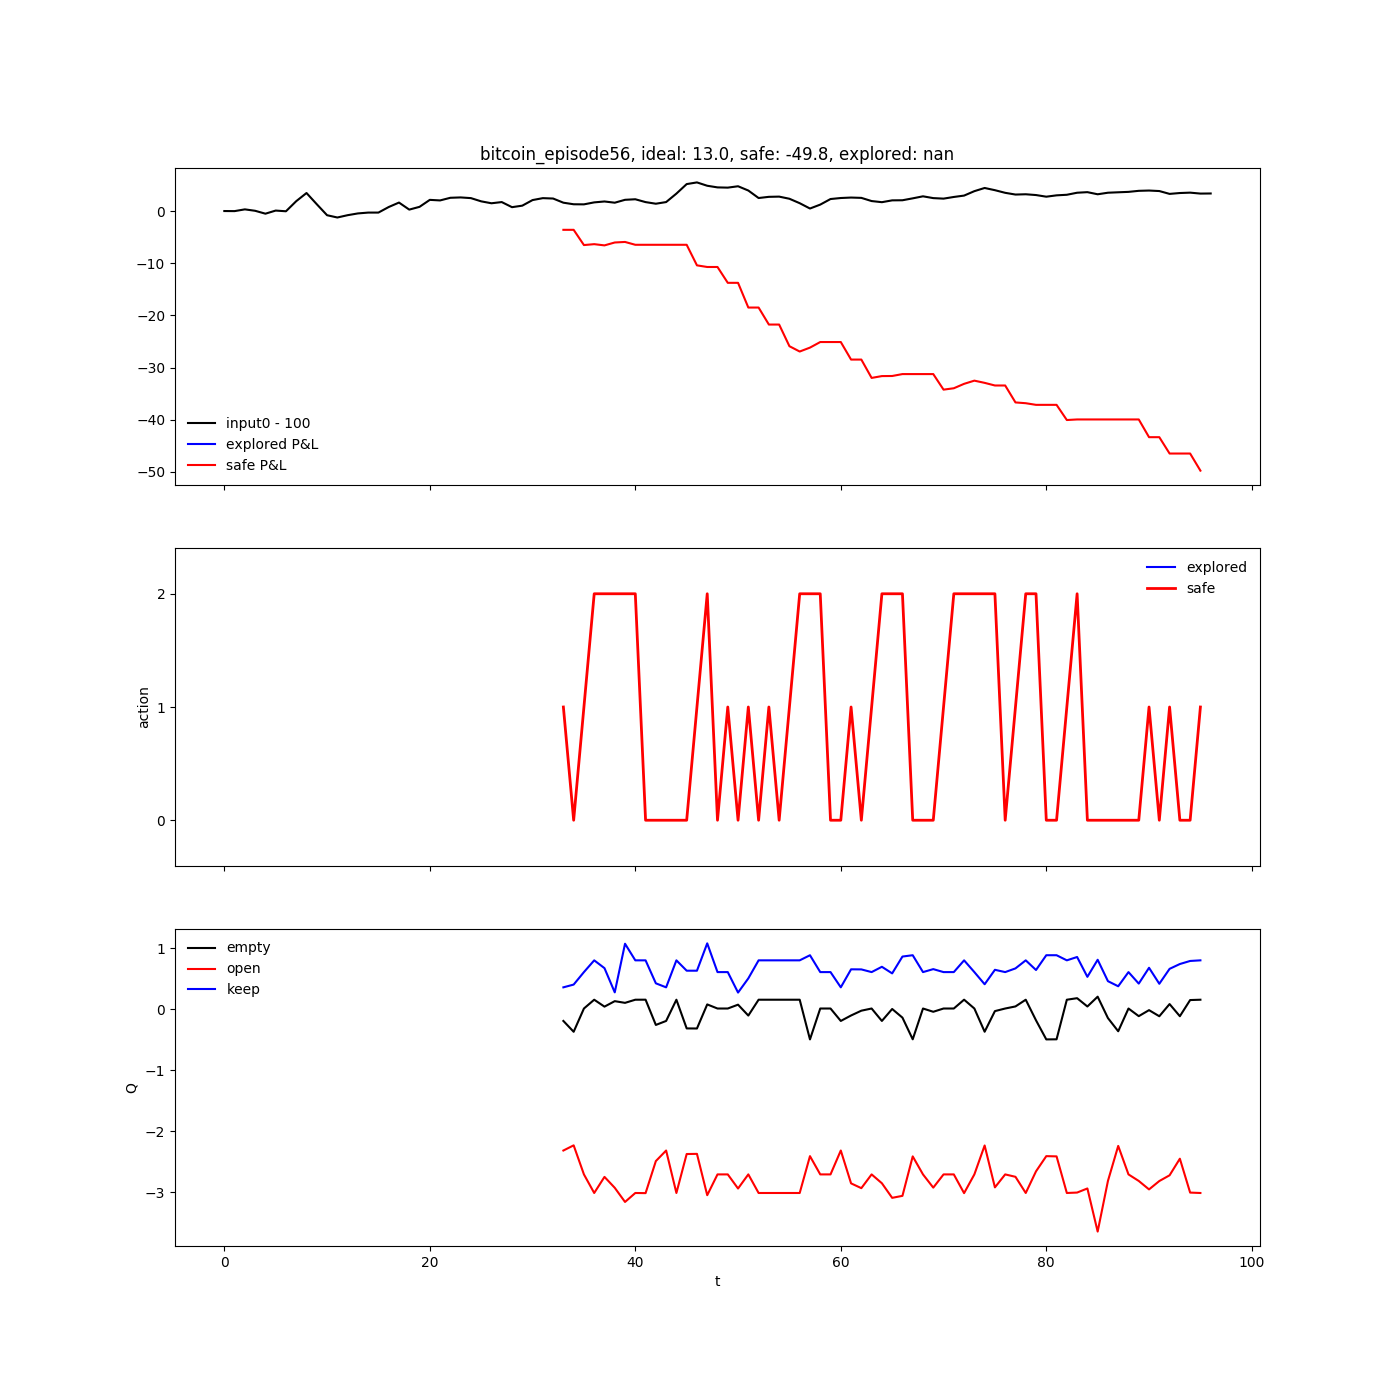 bitcoin_episode56, ideal: 13.0, safe: -49.8, explored: nan
0
−10
−20
−30
−40
−50
input0 - 100
explored P&L
safe P&L
action
2
1
0
explored
safe
Q
1
0
−1
−2
−3
empty
open
keep
0 20 40 60 80 100
t